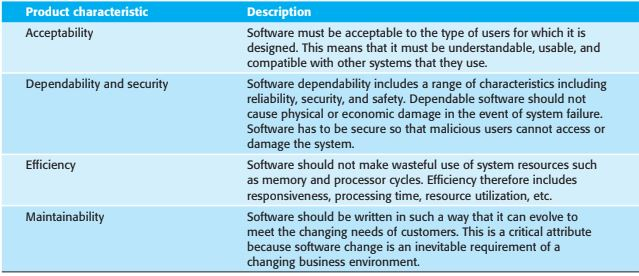 Product characteristic Description
Acceptability Software must be acceptable to the type of users for which it is
designed. This means that it must be understandable, usable, and
compatible with other systems that they use.
Dependability and security Software dependability includes a range of characteristics including
reliability, security, and safety. Dependable software should not
cause physical or economic damage in the event of system failure.
Software has to be secure so that malicious users cannot access or
damage the system.
Efficiency Software should not make wasteful use of system resources such
as memory and processor cycles. Efficiency therefore includes
responsiveness, processing time, resource utilization, etc.
Maintainability Software should be written in such a way that it can evolve to
meet the changing needs of customers. This is a critical attribute
because software change is an inevitable requirement of a
changing business environment.